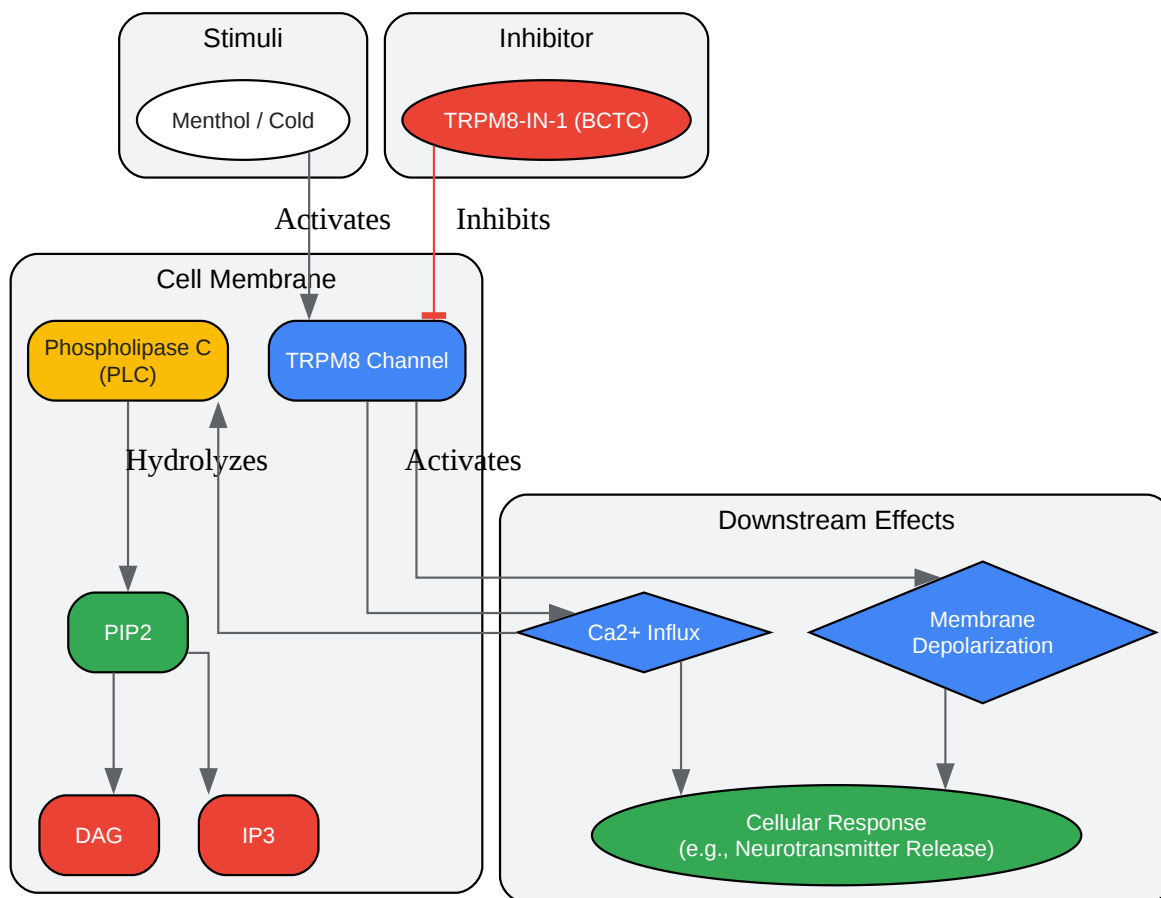 Stimuli
Inhibitor
Menthol / Cold
TRPM8-IN-1 (BCTC)
Activates
Inhibits
Cell Membrane
Phospholipase C
(PLC)
TRPM8 Channel
Hydrolyzes
Activates
Downstream Effects
PIP2
Ca2+ Influx
Membrane
Depolarization
DAG
IP3
Cellular Response
(e.g., Neurotransmitter Release)